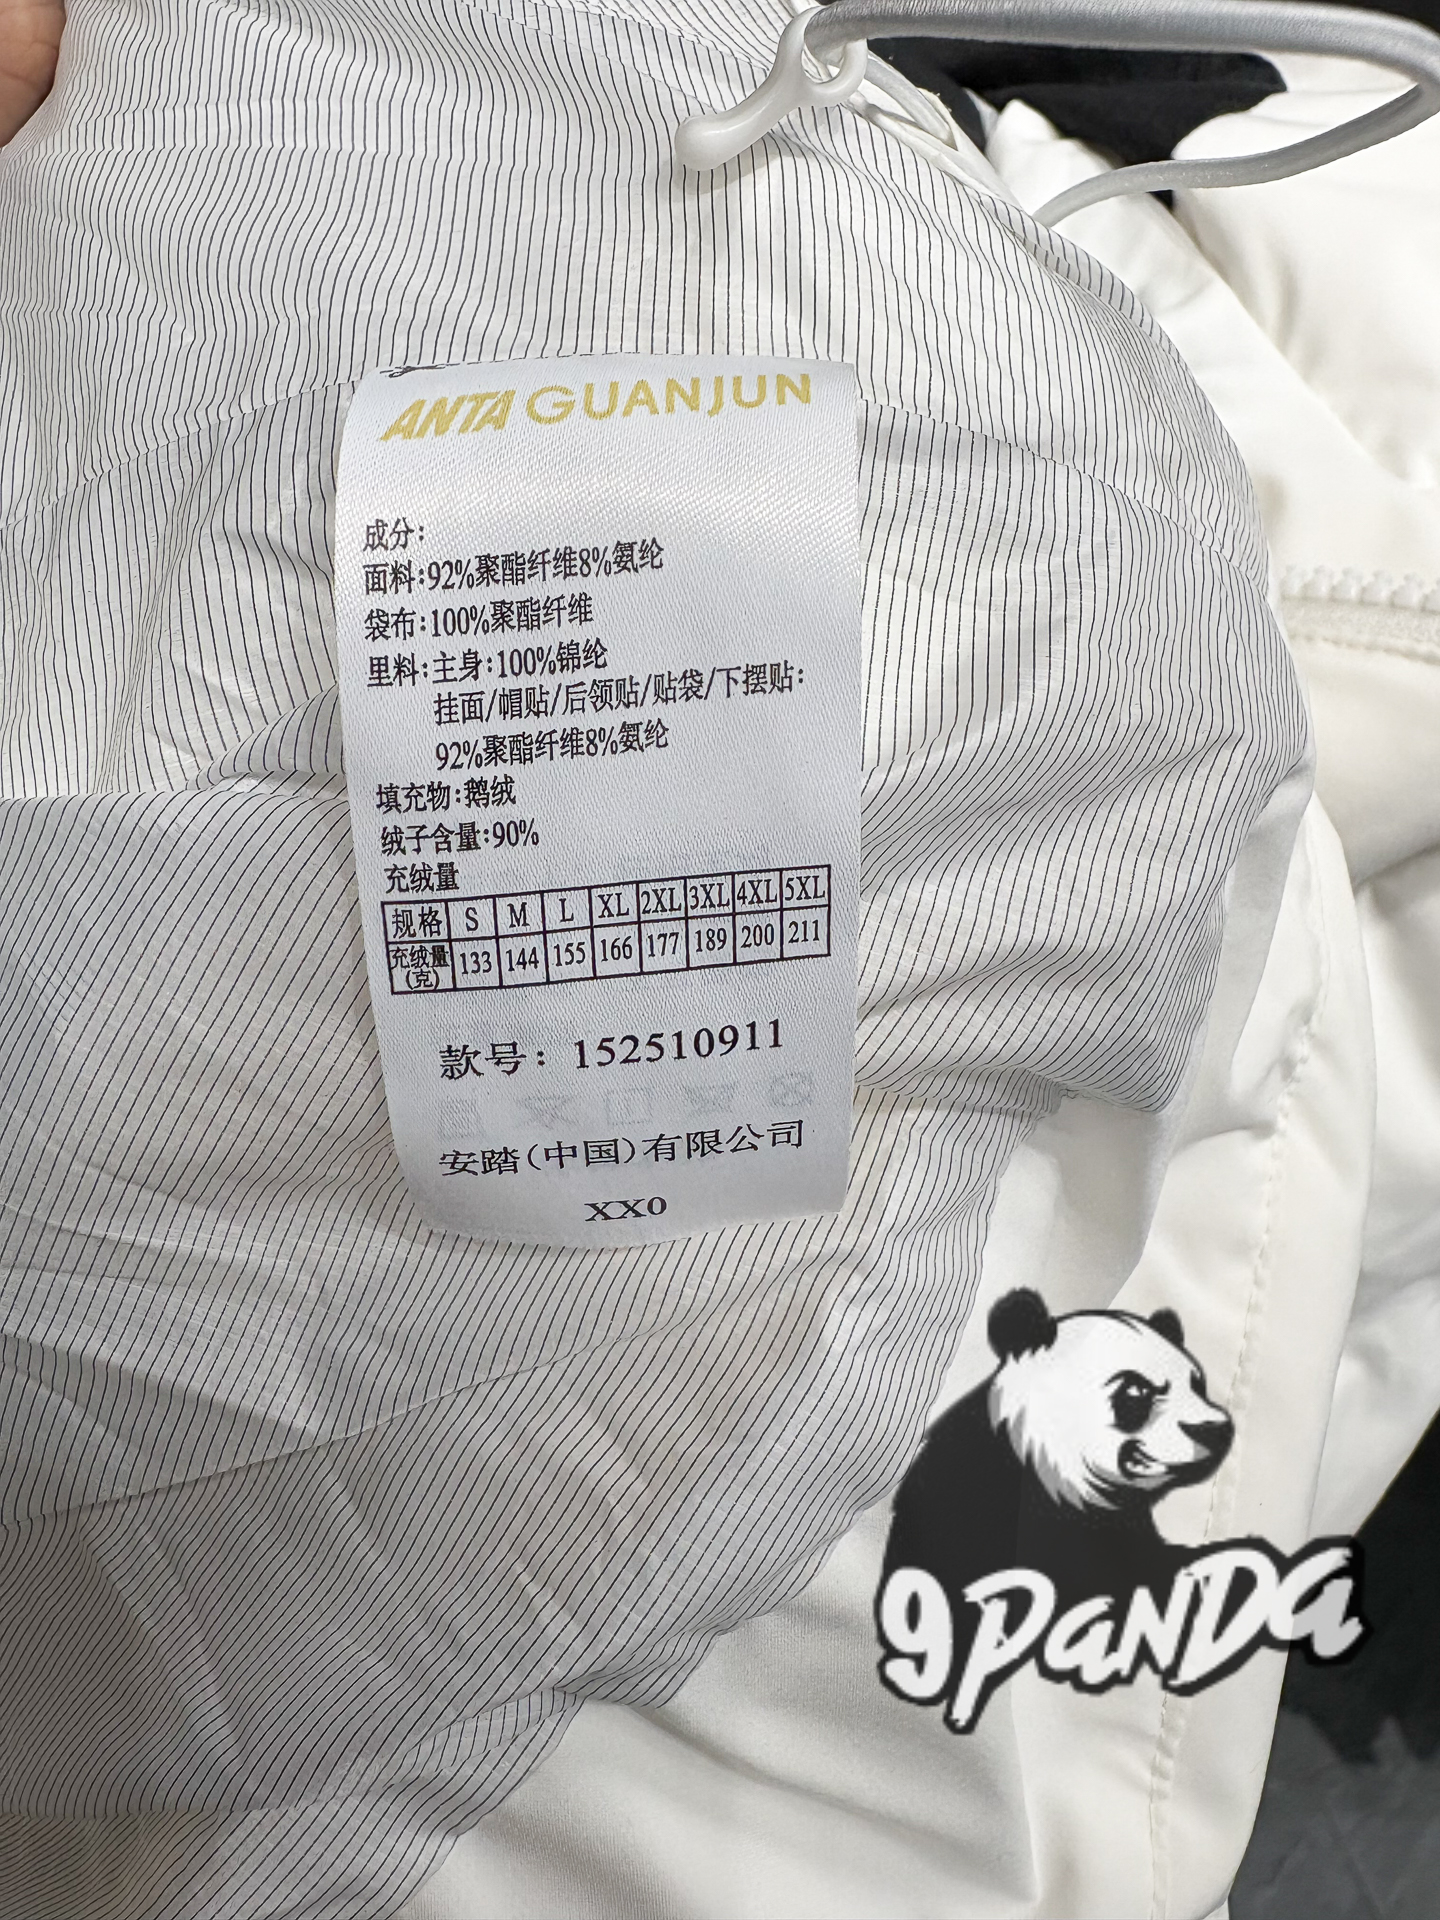 ANTA GUANJUN
成分:
面料:92%聚酯纤维8%氨纶
袋布:100%聚酯纤维
里料:主身:100%锦纶
挂面/帽贴/后领贴/贴袋/下摆贴:
92%聚酯纤维8%氨纶
填充物:鹅绒
绒子含量:90%
充绒量
规格 S M L XL 2XL 3XL 4XL 5XL
充绒量(克) 133 144 155 166 177 189 200 211
款号: 152510911
安踏(中国)有限公司
XXO
9PANDA